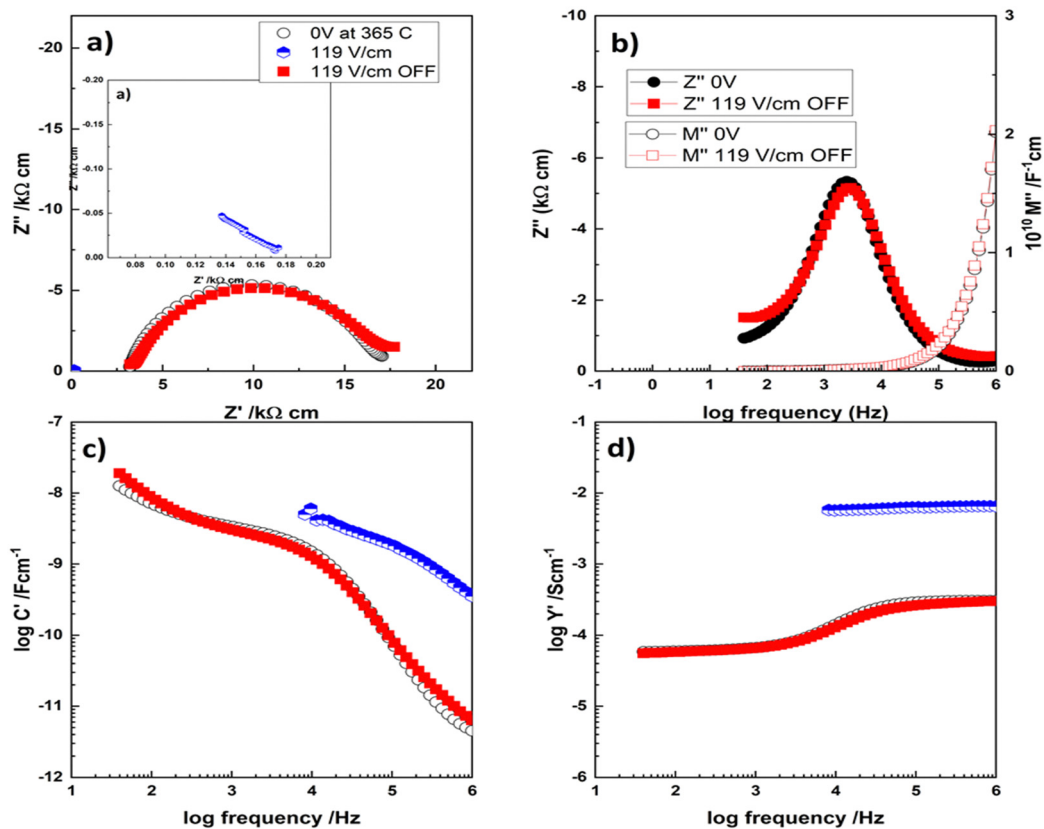 a)
0V at 365 C
119 V/cm
119 V/cm OFF
-20
-15
-10
-5
0
Z'' /kΩ cm
0
5
10
15
20
Z' /kΩ cm
a)
-0.20
-0.15
-0.10
-0.05
0.00
Z'' /kΩ cm
0.08
0.10
0.12
0.14
0.16
0.18
0.20
Z' /kΩ cm
b)
Z'' 0V
Z'' 119 V/cm OFF
M'' 0V
M'' 119 V/cm OFF
-10
-8
-6
-4
-2
0
Z'' (kΩ cm)
-1
0
1
2
3
4
5
6
log frequency (Hz)
3
2
1
0
10¹⁰ M'' /F⁻¹cm
c)
-7
-8
-9
-10
-11
-12
log C' /Fcm⁻¹
1
2
3
4
5
6
log frequency /Hz
d)
-1
-2
-3
-4
-5
-6
log Y' /Scm⁻¹
1
2
3
4
5
6
log frequency /Hz